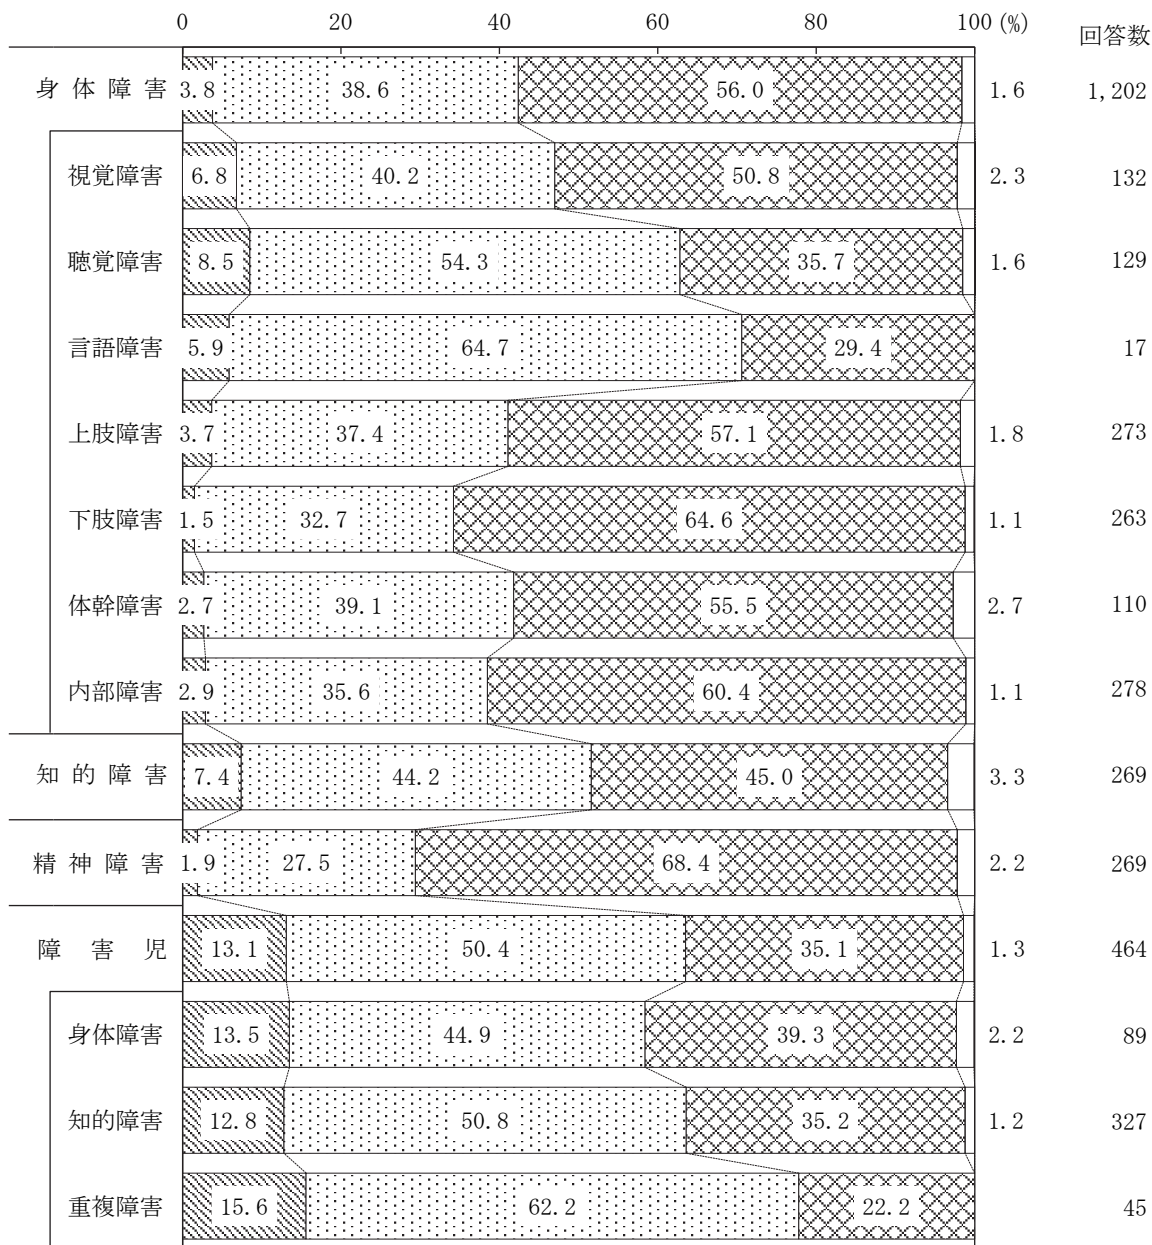 0 20 40 60 80 100 (%) 回答数
身体障害 3.8 38.6 56.0 1.6 1,202
視覚障害 6.8 40.2 50.8 2.3 132
聴覚障害 8.5 54.3 35.7 1.6 129
言語障害 5.9 64.7 29.4 17
上肢障害 3.7 37.4 57.1 1.8 273
下肢障害 1.5 32.7 64.6 1.1 263
体幹障害 2.7 39.1 55.5 2.7 110
内部障害 2.9 35.6 60.4 1.1 278
知的障害 7.4 44.2 45.0 3.3 269
精神障害 1.9 27.5 68.4 2.2 269
障害児 13.1 50.4 35.1 1.3 464
身体障害 13.5 44.9 39.3 2.2 89
知的障害 12.8 50.8 35.2 1.2 327
重複障害 15.6 62.2 22.2 45